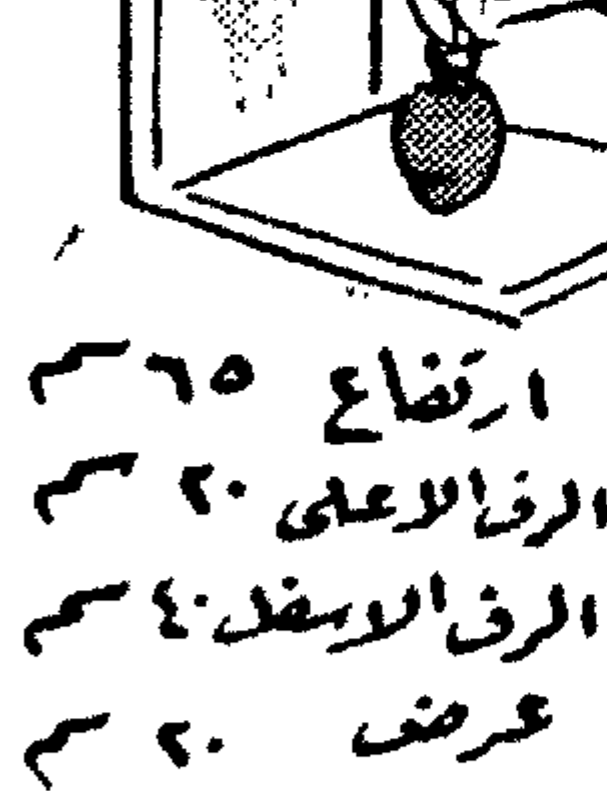 ارتفاع ٦٥ سم
الرف الاعلى ٢٠ سم
الرف الاسفل ٤٠ سم
عرض ٢٠ سم